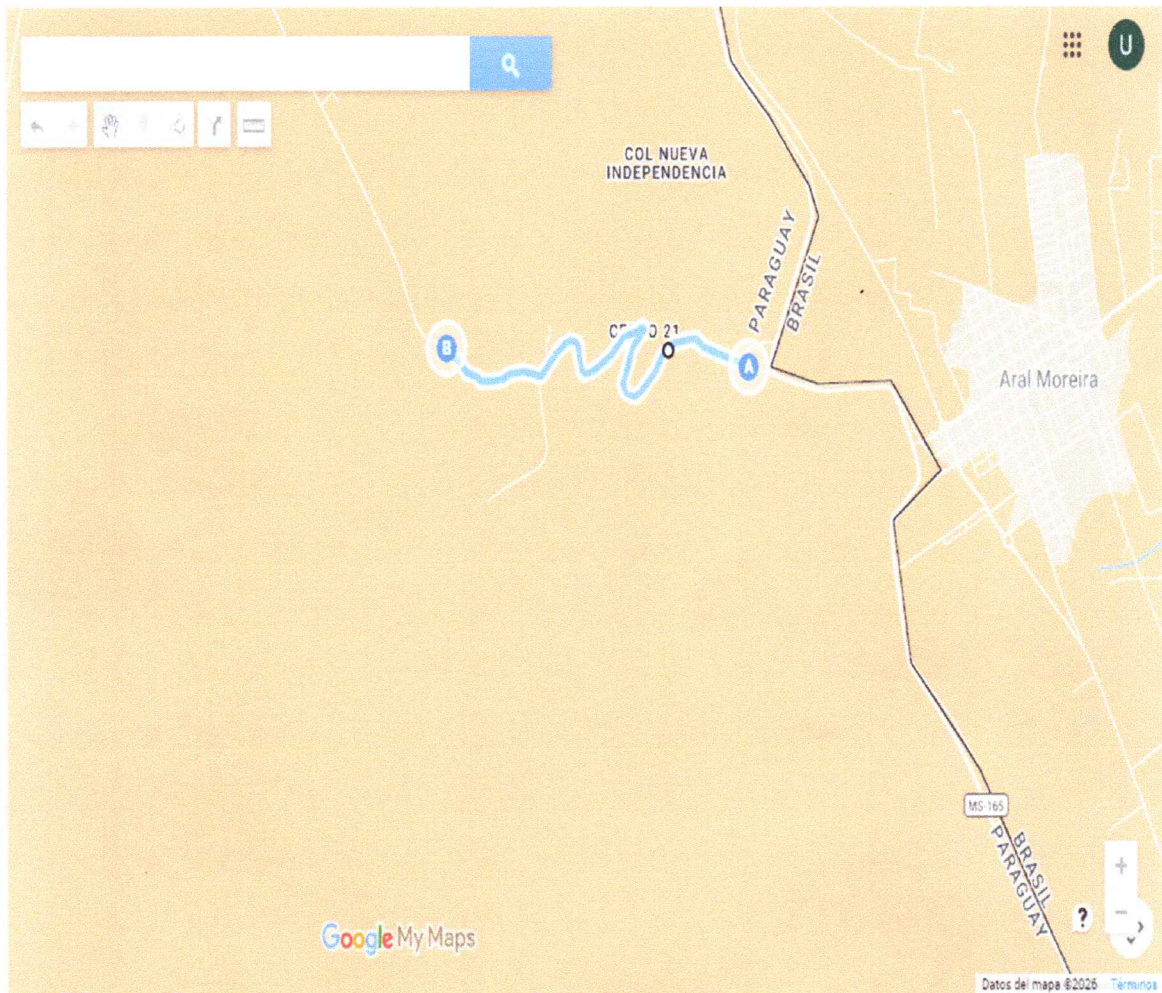 U
COL NUEVA
INDEPENDENCIA
PARAGUAY
BRASIL
21
B
A
Aral Moreira
MS-165
BRASIL
PARAGUAY
?
Google My Maps
Datos del mapa ©2026 Términos